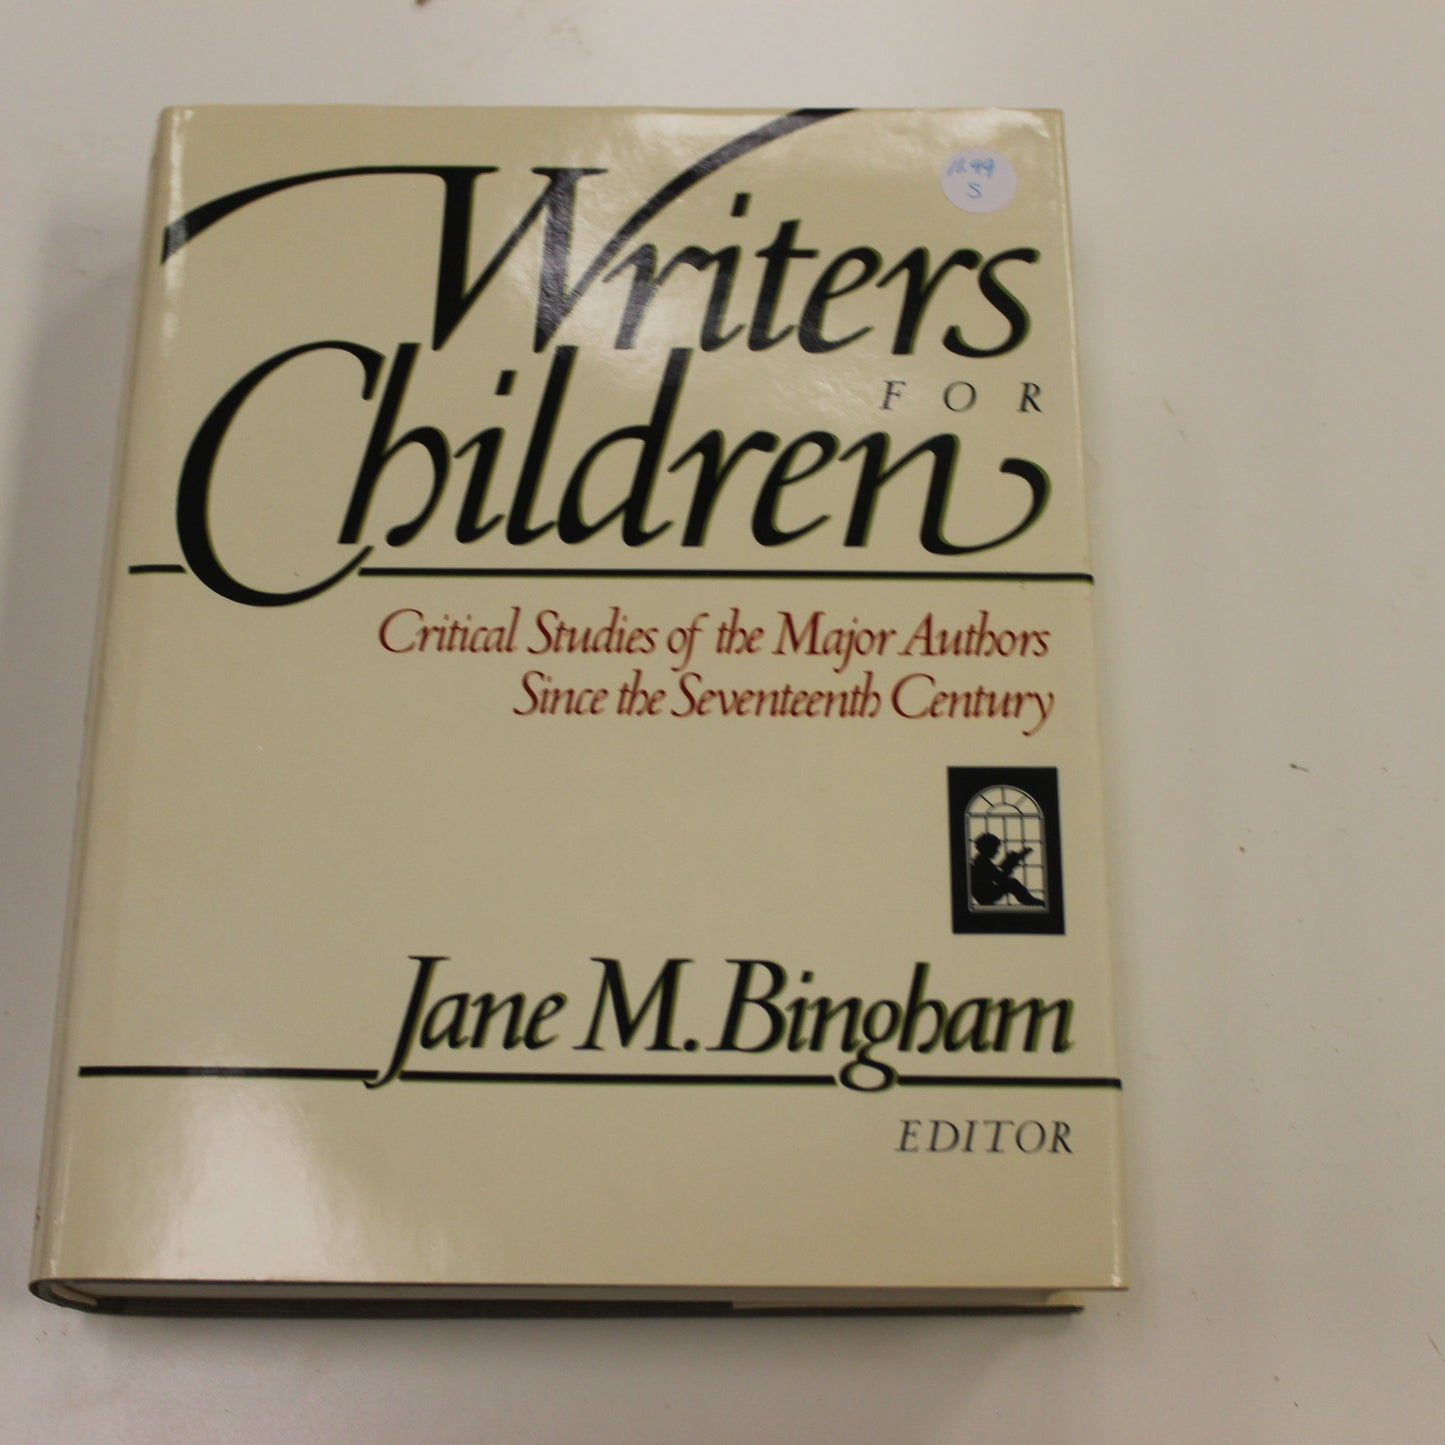 Writers
FOR
Children
Critical Studies of the Major Authors
Since the Seventeenth Century
Jane M. Bingham
EDITOR
S